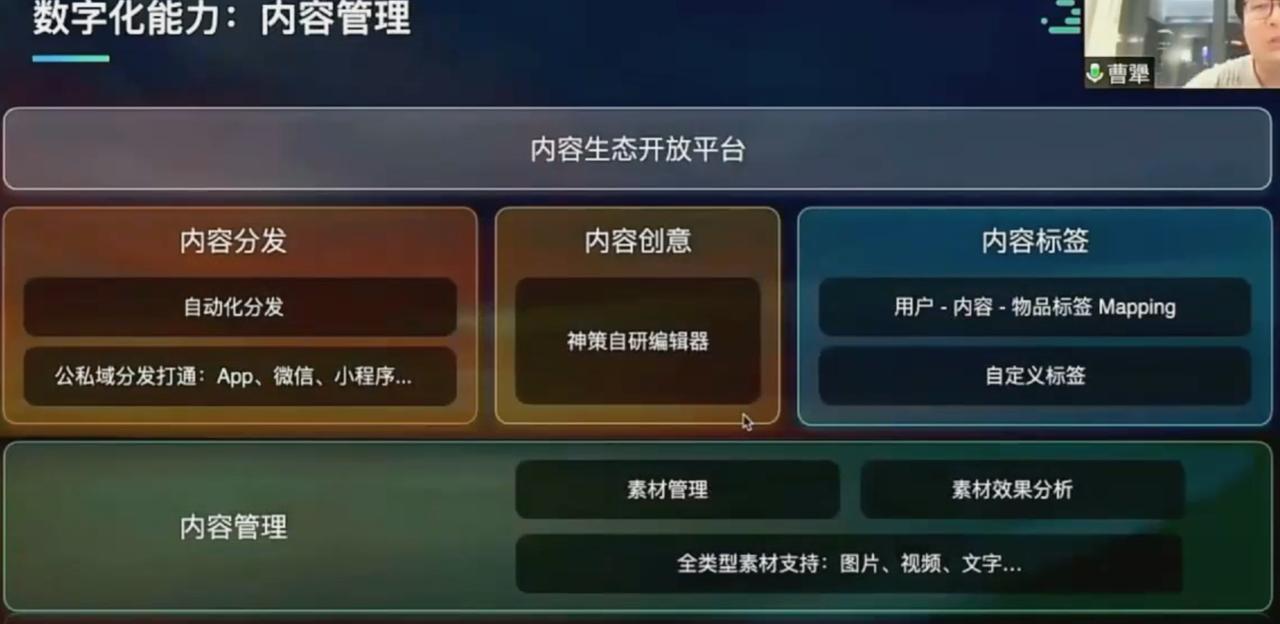 数字化能力：内容管理
曹犟
内容生态开放平台
内容分发
自动化分发
公私域分发打通：App、微信、小程序...
内容创意
神策自研编辑器
内容标签
用户 - 内容 - 物品标签 Mapping
自定义标签
内容管理
素材管理
素材效果分析
全类型素材支持：图片、视频、文字...